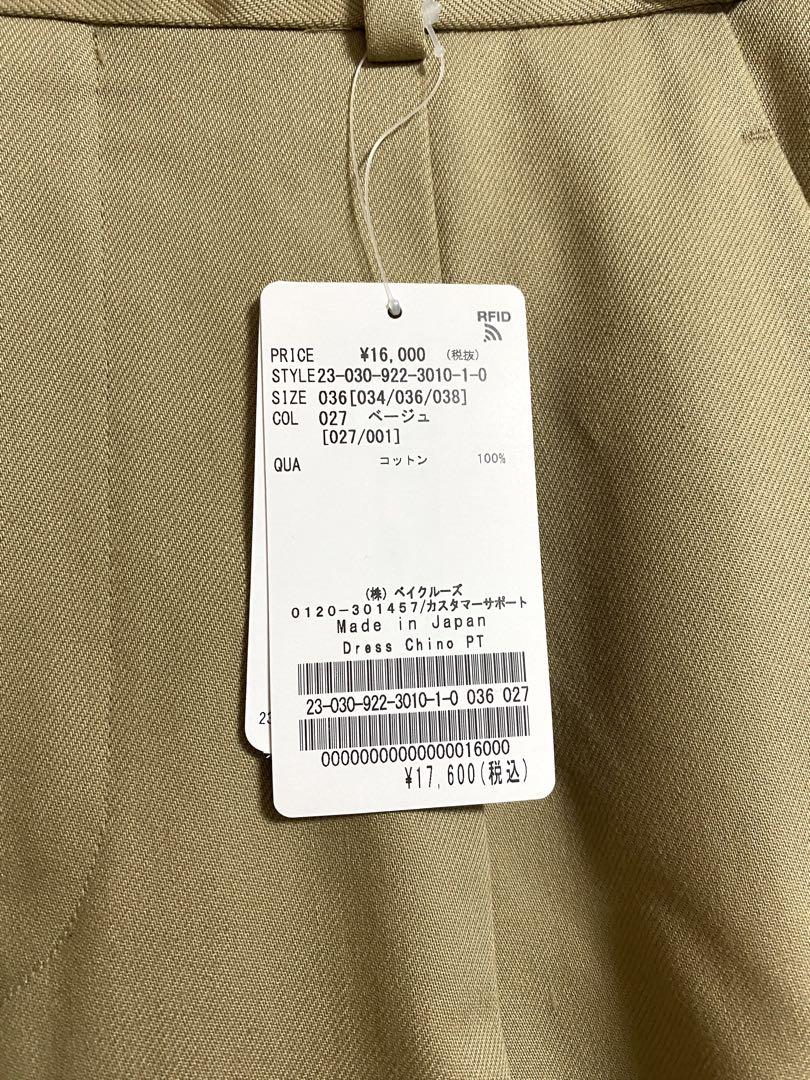 RFID
PRICE ¥16,000 (税抜)
STYLE 23-030-922-3010-1-0
SIZE 036[034/036/038]
COL 027 ベージュ
[027/001]
QUA コットン 100%
(株) ベイクルーズ
0120-301457/カスタマーサポート
Made in Japan
Dress Chino PT
23-030-922-3010-1-0 036 027
23
00000000000000016000
¥17,600(税込)